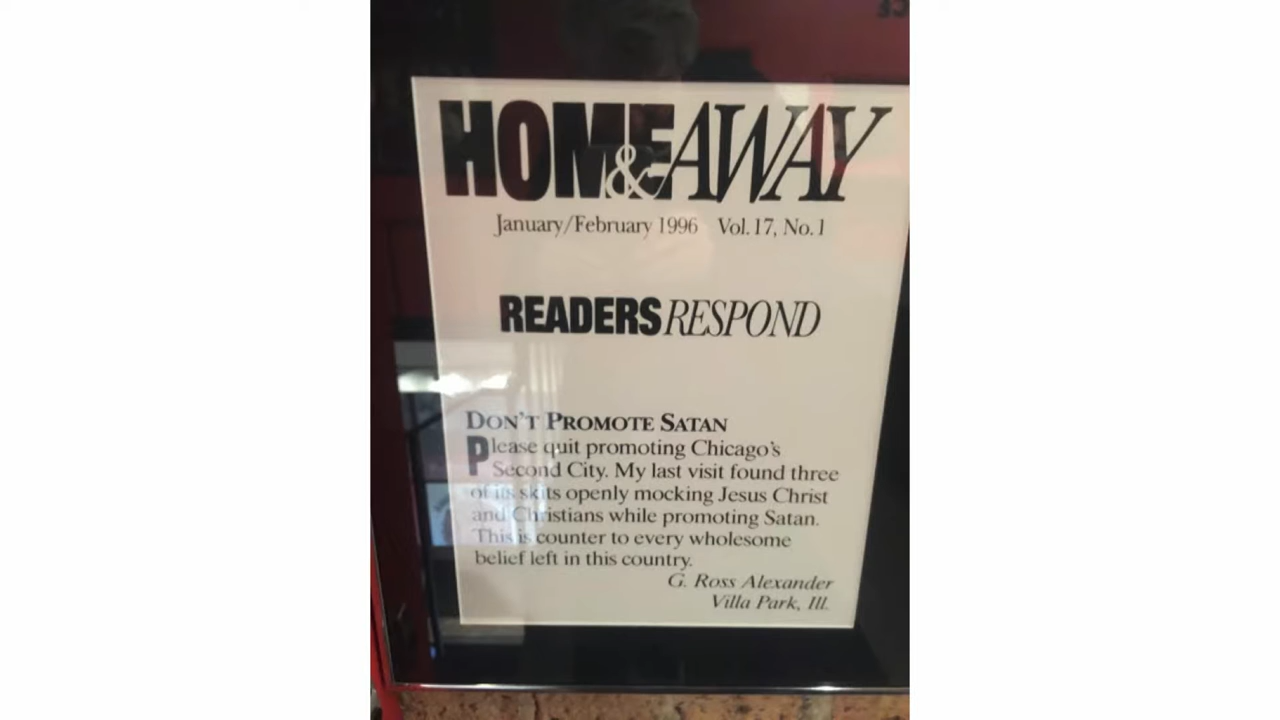 HOME&AWAY
January/February 1996 Vol. 17, No. 1
READERS RESPOND
DON'T PROMOTE SATAN
Please quit promoting Chicago's
Second City. My last visit found three
of its skits openly mocking Jesus Christ
and Christians while promoting Satan.
This is counter to every wholesome
belief left in this country.
G. Ross Alexander
Villa Park, Ill.